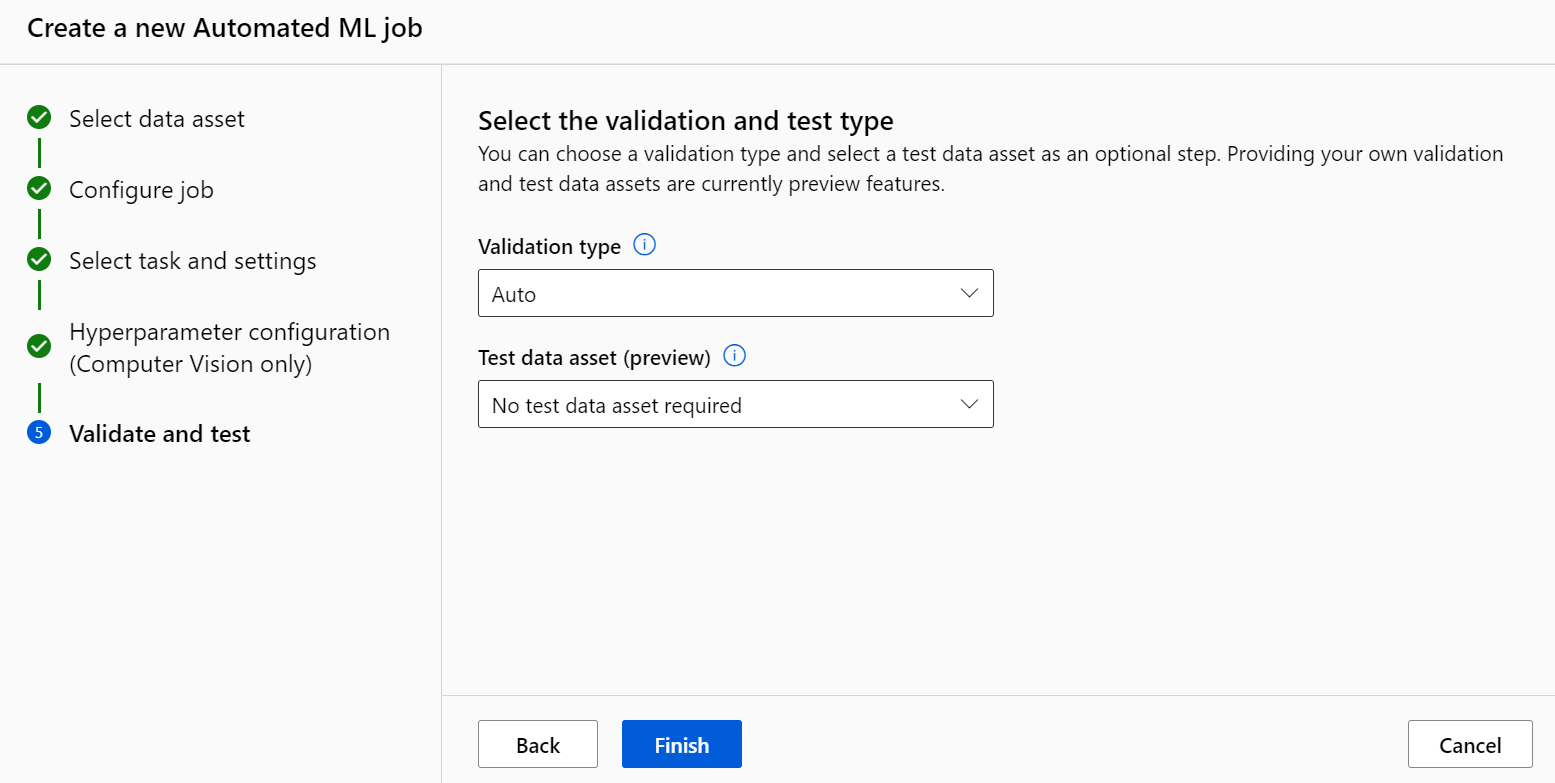 Create a new Automated ML job
Select data asset
Configure job
Select task and settings
Hyperparameter configuration
(Computer Vision only)
5 Validate and test
Select the validation and test type
You can choose a validation type and select a test data asset as an optional step. Providing your own validation
and test data assets are currently preview features.
Validation type i
Auto
Test data asset (preview) i
No test data asset required
Back Finish Cancel